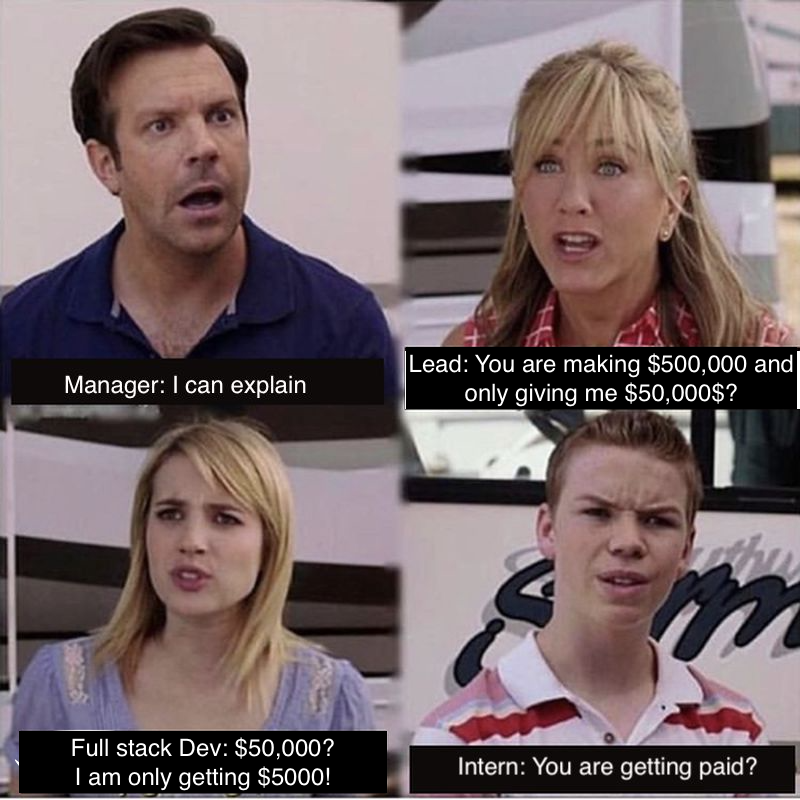 Manager: I can explain
Lead: You are making $500,000 and
only giving me $50,000$?
Full stack Dev: $50,000?
I am only getting $5000!
Intern: You are getting paid?